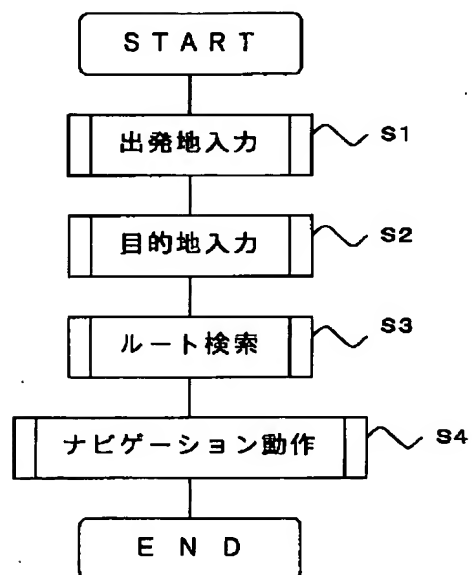 START
出発地入力 S1
目的地入力 S2
ルート検索 S3
ナビゲーション動作 S4
END